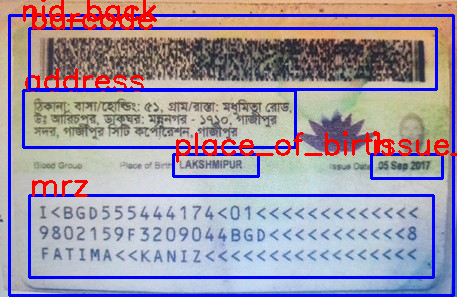 nid_back
barcode
address
ঠিকানা: বাসা/হোল্ডিং: ৫১, গ্রাম/রাস্তা: মধুমিতা রোড,
উঃ আরিচপুর, ডাকঘর: মন্নুনগর - ১৭১০, গাজীপুর
সদর, গাজীপুর সিটি কর্পোরেশন, গাজীপুর
place_of_birth
Blood Group
Place of Birth
LAKSHMIPUR
Issue Date
05 Sep 2017
mrz
I<BGD555444174<01<<<<<<<<<<<<<
9802159F3209044BGD<<<<<<<<<<<8
FATIMA<<KANIZ<<<<<<<<<<<<<<<<<